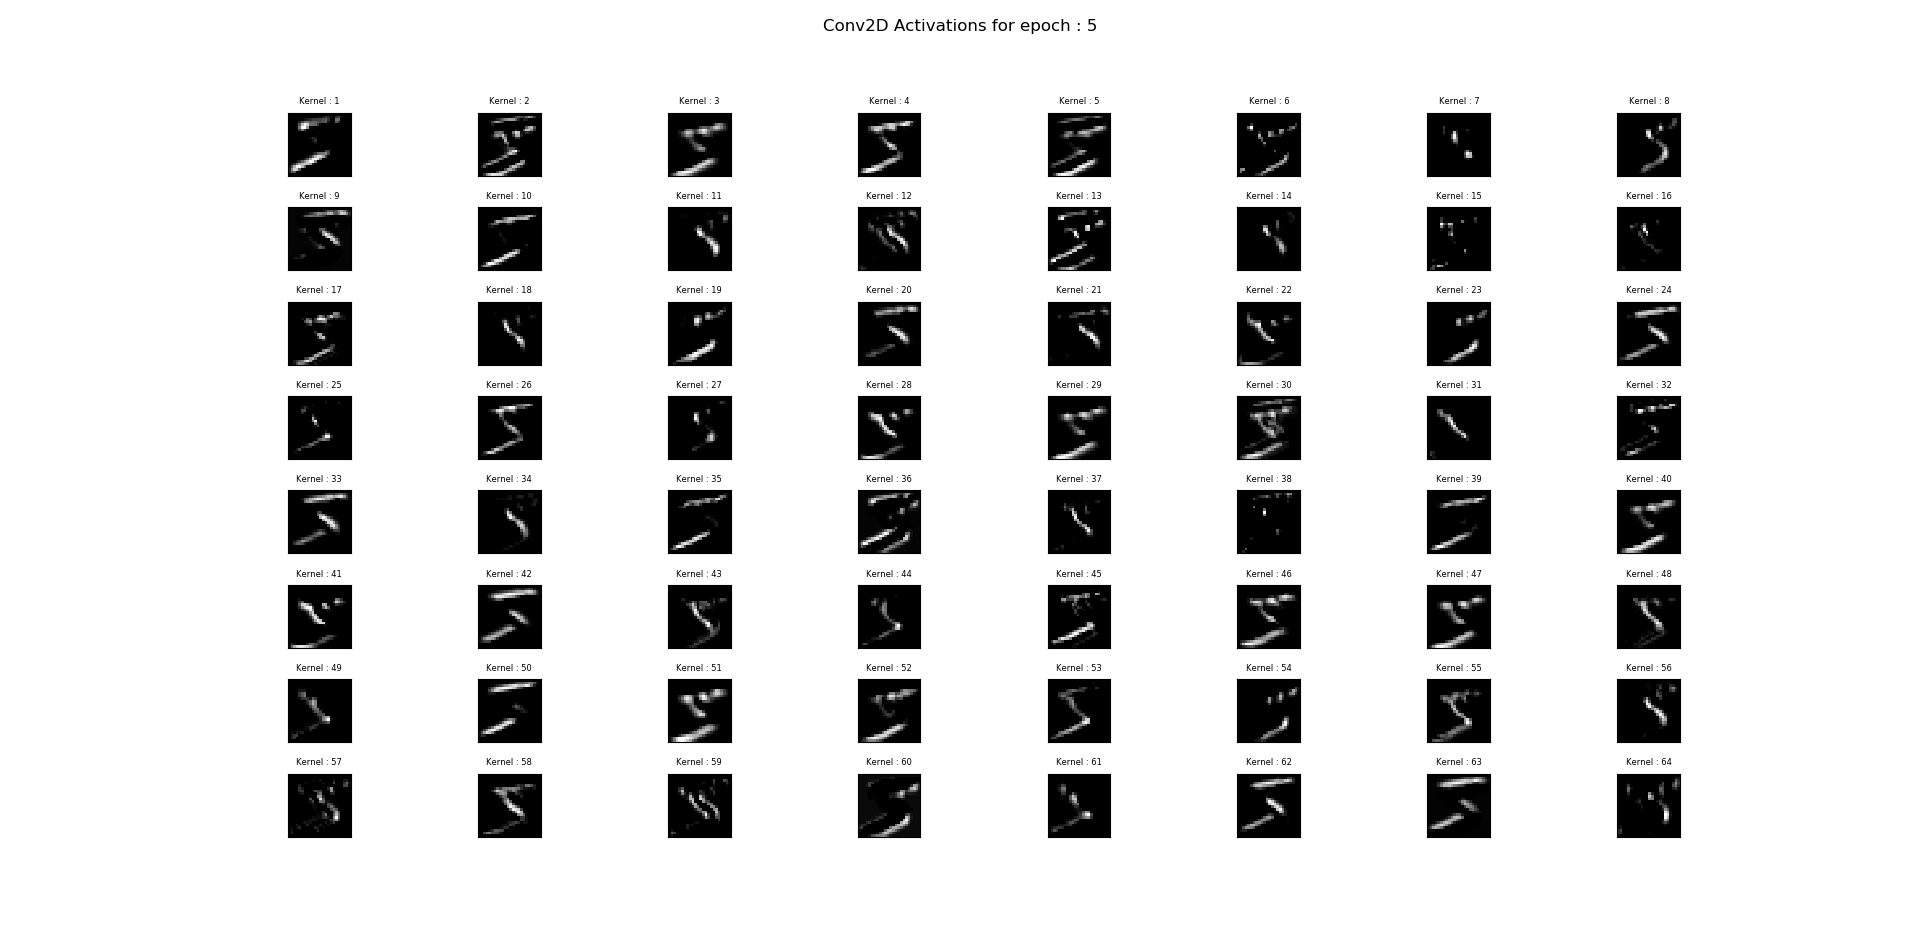 Conv2D Activations for epoch : 5
Kernel : 1 Kernel : 2 Kernel : 3 Kernel : 4 Kernel : 5 Kernel : 6 Kernel : 7 Kernel : 8
Kernel : 9 Kernel : 10 Kernel : 11 Kernel : 12 Kernel : 13 Kernel : 14 Kernel : 15 Kernel : 16
Kernel : 17 Kernel : 18 Kernel : 19 Kernel : 20 Kernel : 21 Kernel : 22 Kernel : 23 Kernel : 24
Kernel : 25 Kernel : 26 Kernel : 27 Kernel : 28 Kernel : 29 Kernel : 30 Kernel : 31 Kernel : 32
Kernel : 33 Kernel : 34 Kernel : 35 Kernel : 36 Kernel : 37 Kernel : 38 Kernel : 39 Kernel : 40
Kernel : 41 Kernel : 42 Kernel : 43 Kernel : 44 Kernel : 45 Kernel : 46 Kernel : 47 Kernel : 48
Kernel : 49 Kernel : 50 Kernel : 51 Kernel : 52 Kernel : 53 Kernel : 54 Kernel : 55 Kernel : 56
Kernel : 57 Kernel : 58 Kernel : 59 Kernel : 60 Kernel : 61 Kernel : 62 Kernel : 63 Kernel : 64